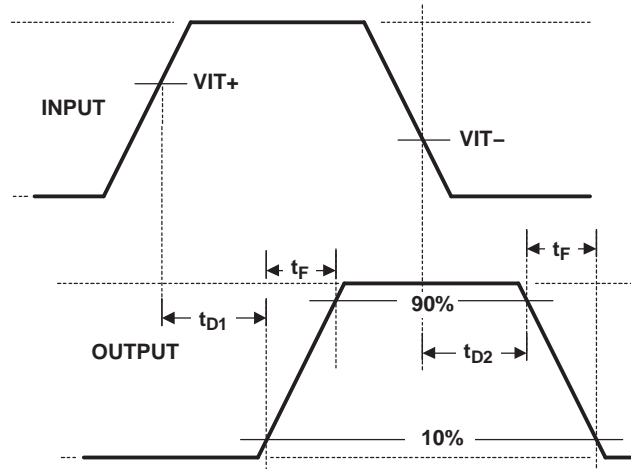 VIT+
INPUT
VIT–
tF
tF
90%
tD1
OUTPUT
tD2
10%